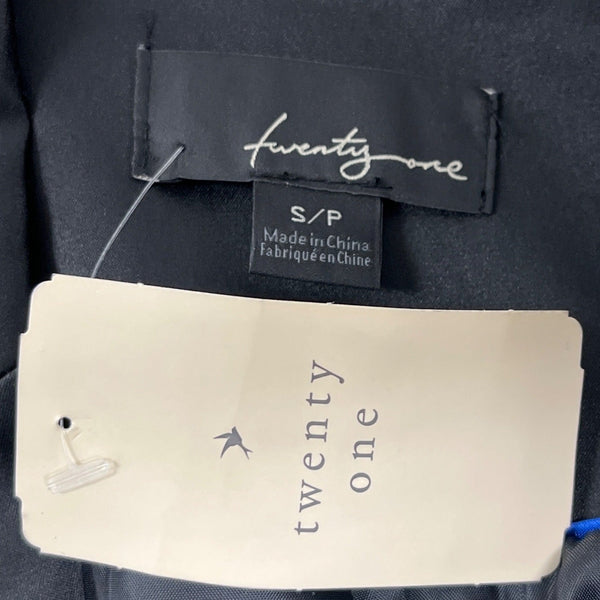 twenty one
S/P
Made in China
Fabriqué en Chine
twenty
one